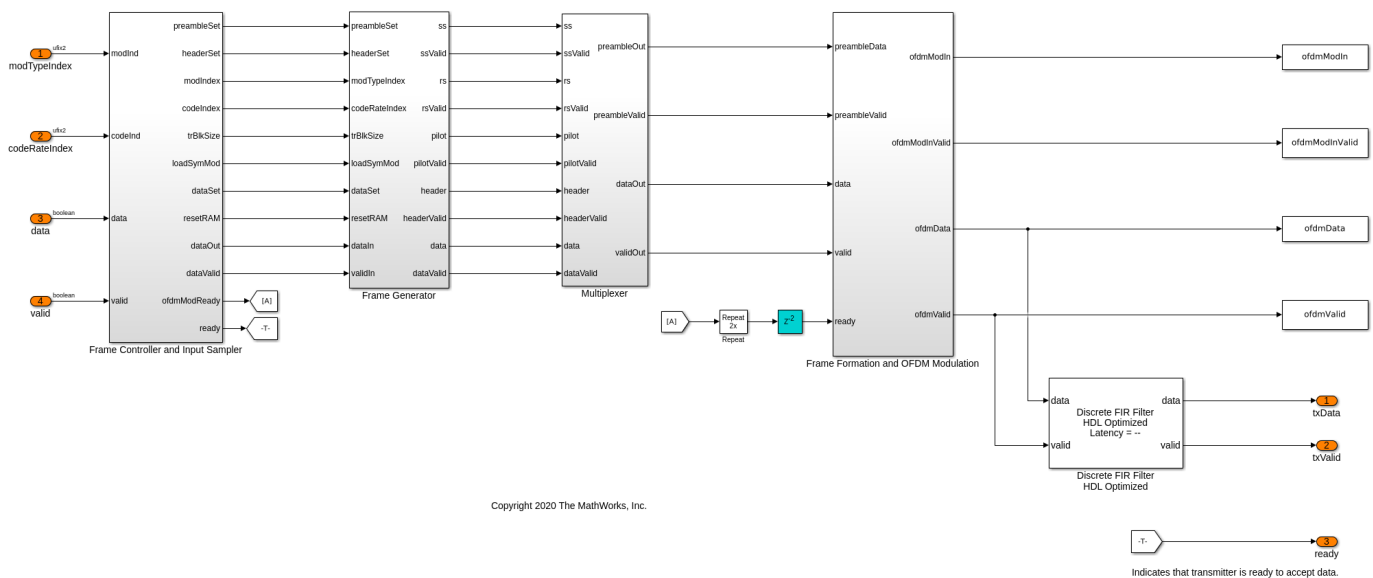 1
ufix2
modTypeIndex
2
ufix2
codeRateIndex
3
boolean
data
4
boolean
valid
modInd
codeInd
data
valid
preambleSet
headerSet
modIndex
codeIndex
trBlkSize
loadSymMod
dataSet
resetRAM
dataOut
dataValid
ofdmModReady
ready
Frame Controller and Input Sampler
[A]
-T-
preambleSet
headerSet
modTypeIndex
codeRateIndex
trBlkSize
loadSymMod
dataSet
resetRAM
dataIn
validIn
ss
ssValid
rs
rsValid
pilot
pilotValid
header
headerValid
data
dataValid
Frame Generator
ss
ssValid
rs
rsValid
pilot
pilotValid
header
headerValid
data
dataValid
preambleOut
preambleValid
dataOut
validOut
Multiplexer
[A]
Repeat
2x
Repeat
Z-2
preambleData
preambleValid
data
valid
ready
ofdmModIn
ofdmModInValid
ofdmData
ofdmValid
Frame Formation and OFDM Modulation
ofdmModIn
ofdmModInValid
ofdmData
ofdmValid
data
valid
Discrete FIR Filter
HDL Optimized
Latency = --
data
valid
Discrete FIR Filter
HDL Optimized
1
txData
2
txValid
Copyright 2020 The MathWorks, Inc.
-T-
3
ready
Indicates that transmitter is ready to accept data.